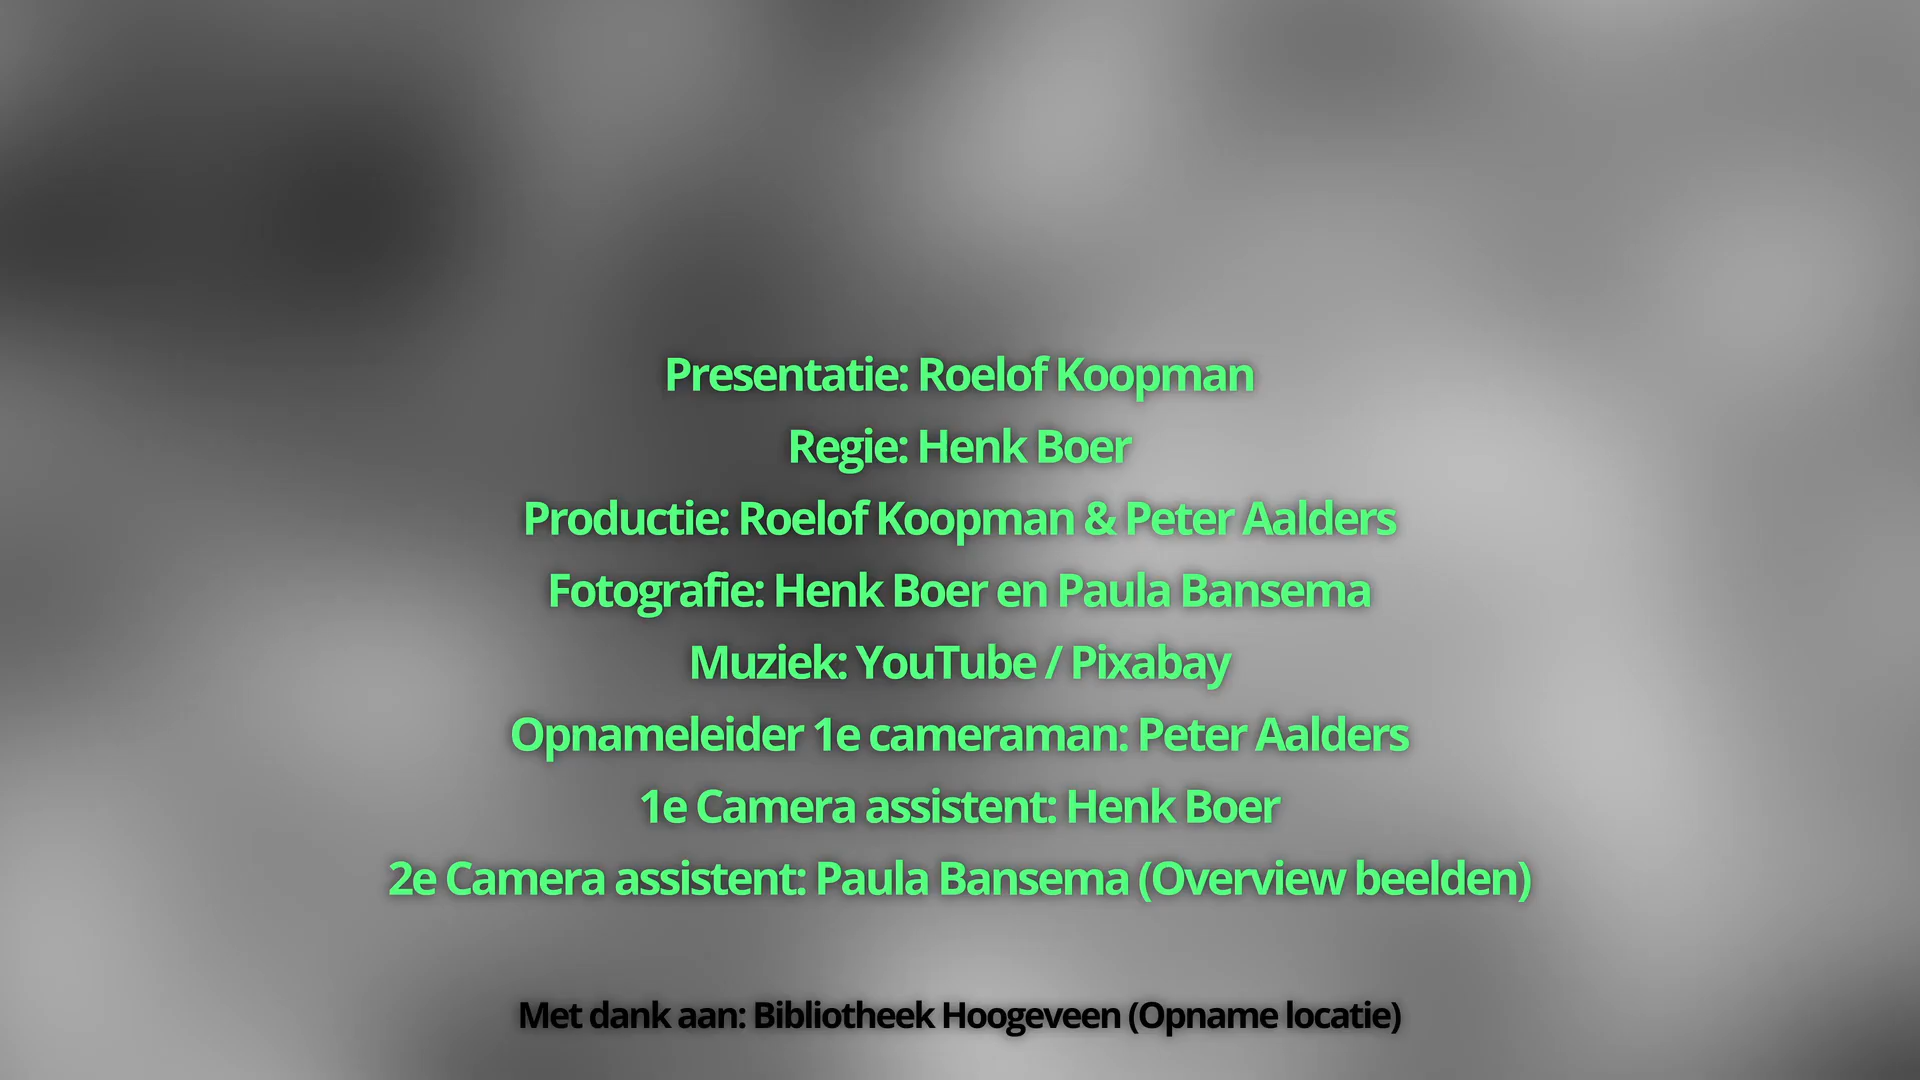 Presentatie: Roelof Koopman
Regie: Henk Boer
Productie: Roelof Koopman & Peter Aalders
Fotografie: Henk Boer en Paula Bansema
Muziek: YouTube / Pixabay
Opnameleider 1e cameraman: Peter Aalders
1e Camera assistent: Henk Boer
2e Camera assistent: Paula Bansema (Overview beelden)
Met dank aan: Bibliotheek Hoogeveen (Opname locatie)